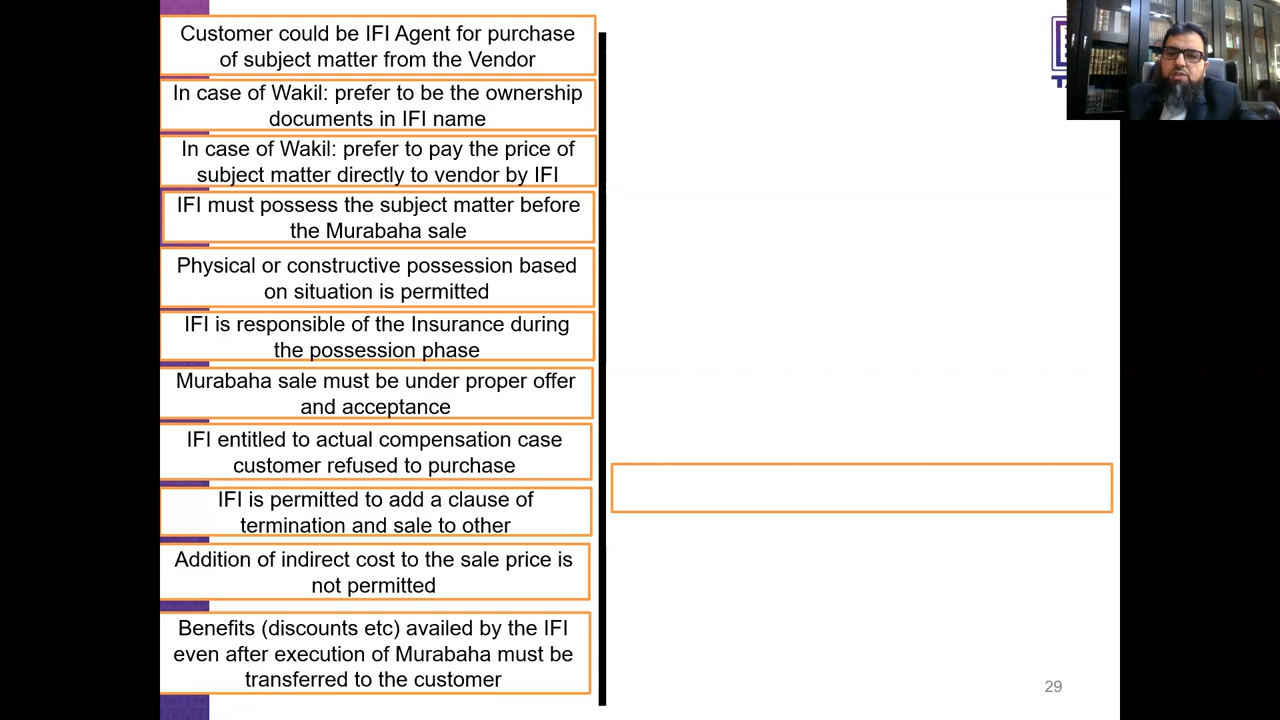 Customer could be IFI Agent for purchase
of subject matter from the Vendor
In case of Wakil: prefer to be the ownership
documents in IFI name
In case of Wakil: prefer to pay the price of
subject matter directly to vendor by IFI
IFI must possess the subject matter before
the Murabaha sale
Physical or constructive possession based
on situation is permitted
IFI is responsible of the Insurance during
the possession phase
Murabaha sale must be under proper offer
and acceptance
IFI entitled to actual compensation case
customer refused to purchase
IFI is permitted to add a clause of
termination and sale to other
Addition of indirect cost to the sale price is
not permitted
Benefits (discounts etc) availed by the IFI
even after execution of Murabaha must be
transferred to the customer
29